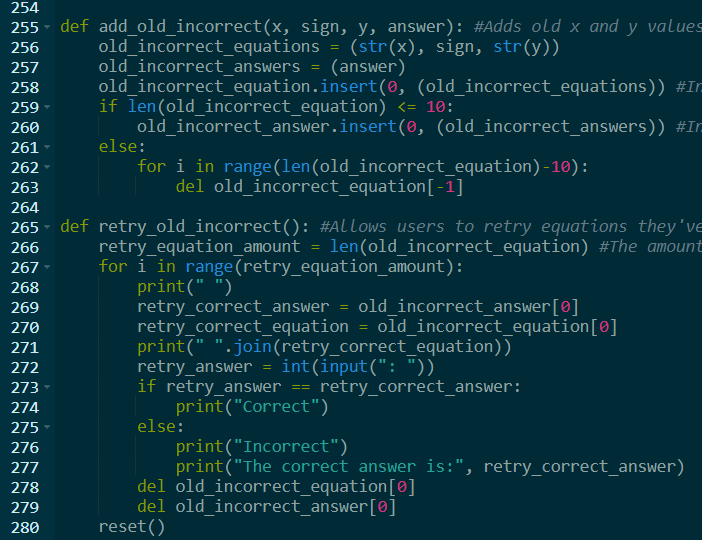 254
255 def add_old_incorrect(x, sign, y, answer): #Adds old x and y values
256 old_incorrect_equations = (str(x), sign, str(y))
257 old_incorrect_answers = (answer)
258 old_incorrect_equation.insert(0, (old_incorrect_equations)) #In
259 if len(old_incorrect_equation) <= 10:
260 old_incorrect_answer.insert(0, (old_incorrect_answers)) #In
261 else:
262 for i in range(len(old_incorrect_equation)-10):
263 del old_incorrect_equation[-1]
264
265 def retry_old_incorrect(): #Allows users to retry equations they've
266 retry_equation_amount = len(old_incorrect_equation) #The amount
267 for i in range(retry_equation_amount):
268 print(" ")
269 retry_correct_answer = old_incorrect_answer[0]
270 retry_correct_equation = old_incorrect_equation[0]
271 print(" ".join(retry_correct_equation))
272 retry_answer = int(input(": "))
273 if retry_answer == retry_correct_answer:
274 print("Correct")
275 else:
276 print("Incorrect")
277 print("The correct answer is:", retry_correct_answer)
278 del old_incorrect_equation[0]
279 del old_incorrect_answer[0]
280 reset()